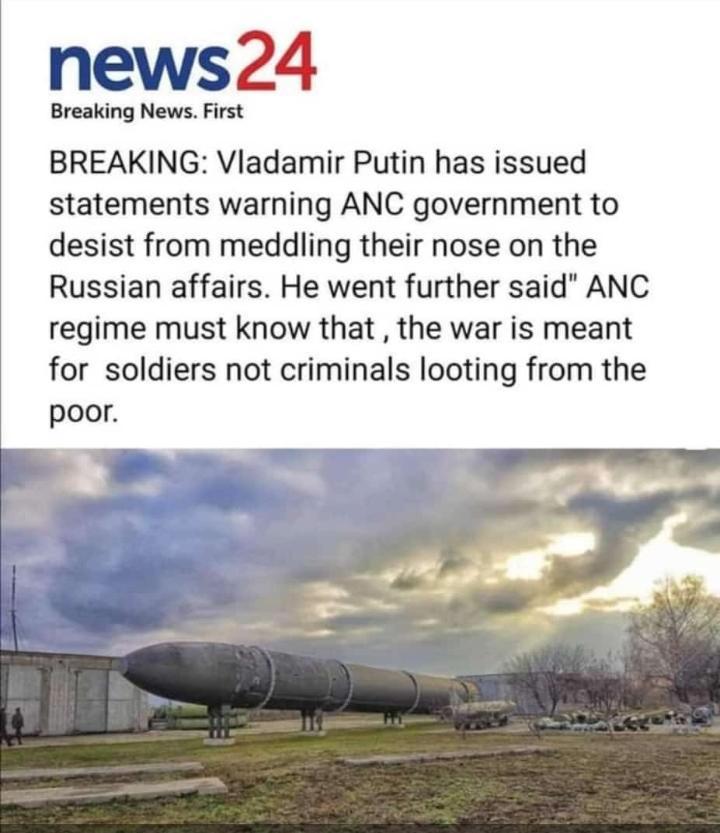 news24
Breaking News. First
BREAKING: Vladamir Putin has issued
statements warning ANC government to
desist from meddling their nose on the
Russian affairs. He went further said" ANC
regime must know that , the war is meant
for  soldiers not criminals looting from the
poor.